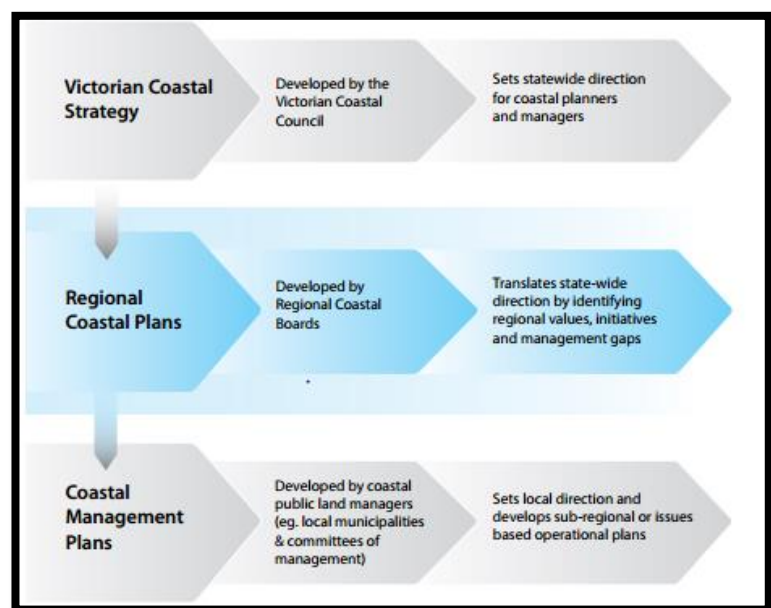 Victorian Coastal
Strategy
Developed by the
Victorian Coastal
Council
Sets statewide direction
for coastal planners
and managers
Regional
Coastal Plans
Developed by
Regional Coastal
Boards
Translates state-wide
direction by identifying
regional values, initiatives
and management gaps
Coastal
Management
Plans
Developed by coastal
public land managers
(eg. local municipalities
& committees of
management)
Sets local direction and
develops sub-regional or issues
based operational plans